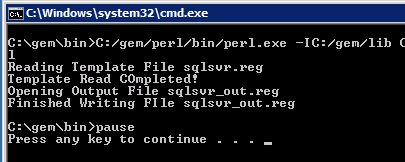 C:\Windows\system32\cmd.exe
C:\gem\bin>C:/gem/perl/bin/perl.exe -IC:/gem/lib C
l
Reading Template File sqlsvr.reg
Template Read COmpleted!
Opening Output File sqlsvr_out.reg
Finished Writing FIle sqlsvr_out.reg
C:\gem\bin>pause
Press any key to continue . . . _